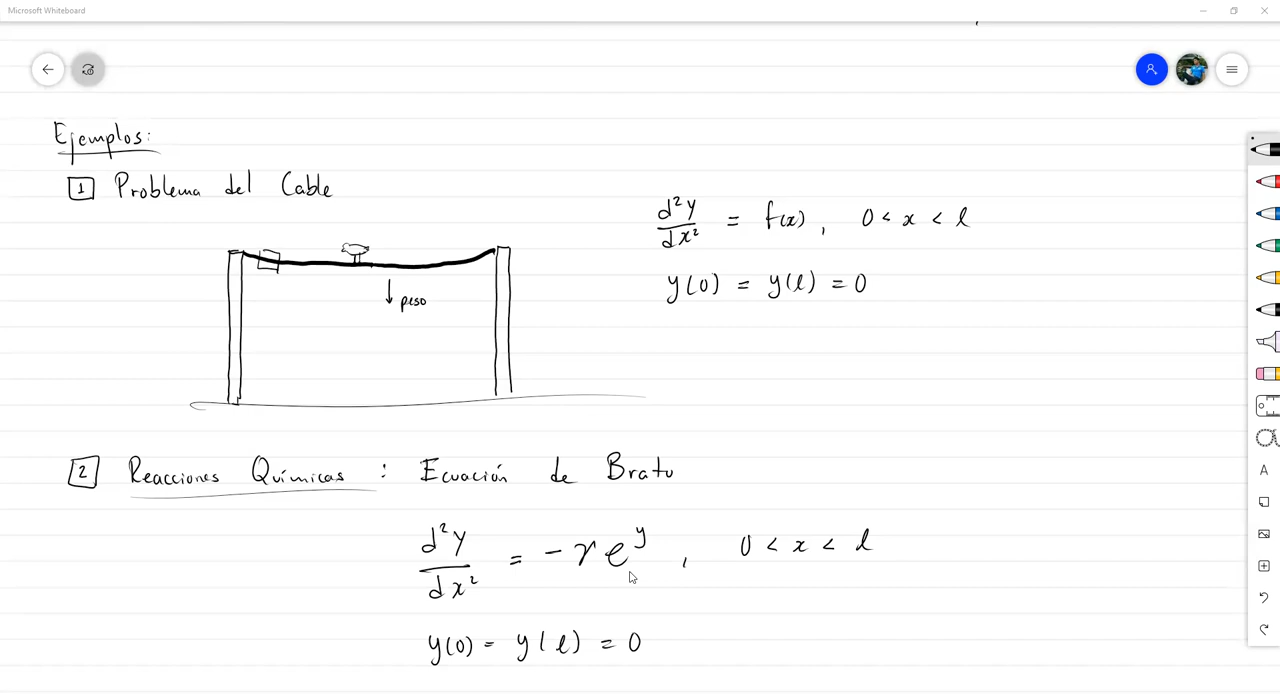 Microsoft Whiteboard
Ejemplos:
1 Problema del Cable
d²y/dx² = f(x), 0 < x < l
y(0) = y(l) = 0
peso
2 Reacciones Químicas : Ecuación de Bratu
d²y/dx² = - γ e^y , 0 < x < l
y(0) = y(l) = 0
A